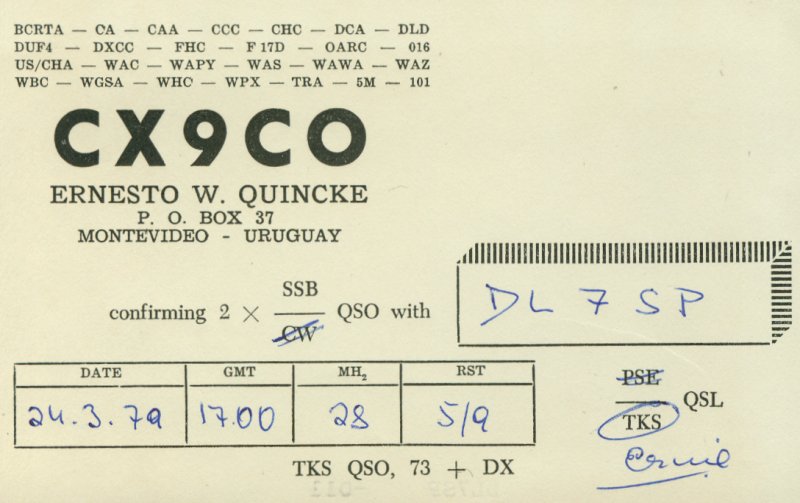 BCRTA — CA — CAA — CCC — CHC — DCA — DLD
DUF4 — DXCC — FHC — F 17D — OARC — 016
US/CHA — WAC — WAPY — WAS — WAWA — WAZ
WBC — WGSA — WHC — WPX — TRA — 5M — 101
CX9CO
ERNESTO W. QUINCKE
P. O. BOX 37
MONTEVIDEO - URUGUAY
confirming 2 × SSB
CW QSO with
DL 7 SP
DATE GMT MH₂ RST
24.3.79 17.00 28 5/9
PSE
TKS QSL
Ernie
TKS QSO, 73 + DX